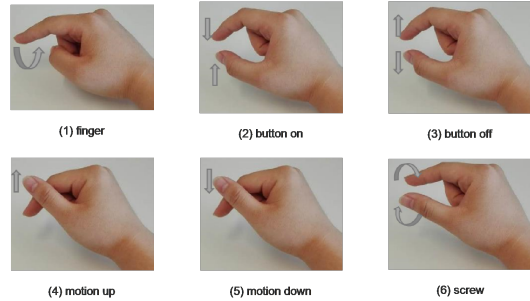 (1) finger
(2) button on
(3) button off
(4) motion up
(5) motion down
(6) screw